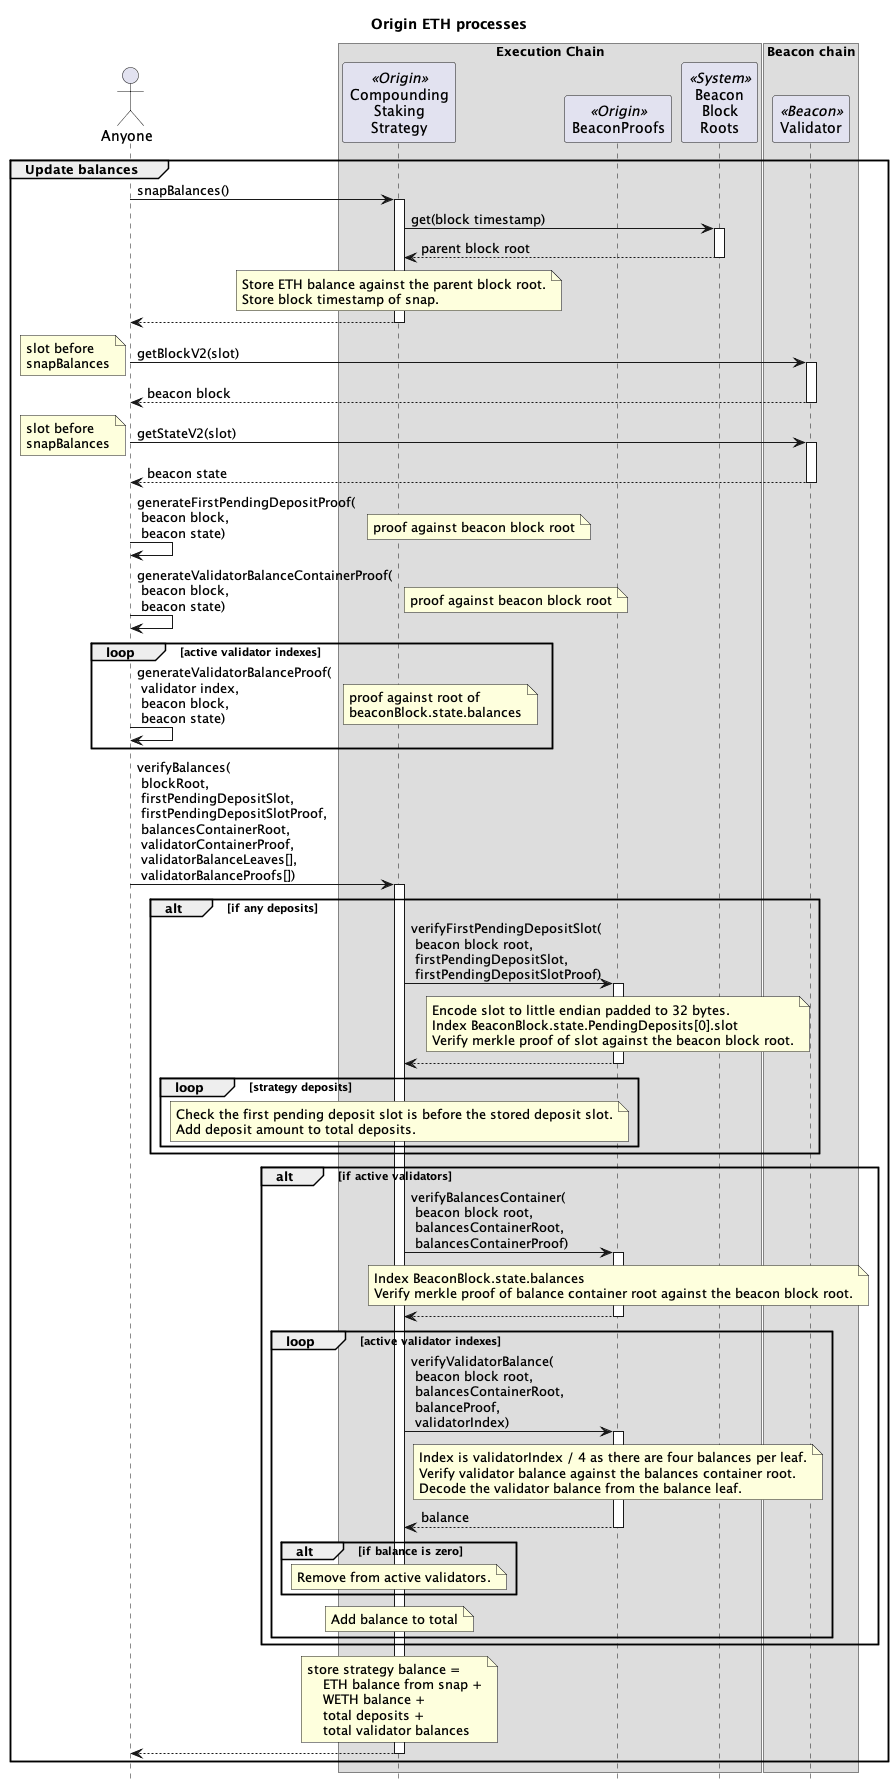 Origin ETH processes
Execution Chain
Beacon chain
Anyone
«Origin»
Compounding
Staking
Strategy
«Origin»
BeaconProofs
«System»
Beacon
Block
Roots
«Beacon»
Validator
Update balances
snapBalances()
get(block timestamp)
parent block root
Store ETH balance against the parent block root.
Store block timestamp of snap.
slot before
snapBalances
getBlockV2(slot)
beacon block
slot before
snapBalances
getStateV2(slot)
beacon state
generateFirstPendingDepositProof(
beacon block,
beacon state)
proof against beacon block root
generateValidatorBalanceContainerProof(
beacon block,
beacon state)
proof against beacon block root
loop [active validator indexes]
generateValidatorBalanceProof(
validator index,
beacon block,
beacon state)
proof against root of
beaconBlock.state.balances
verifyBalances(
blockRoot,
firstPendingDepositSlot,
firstPendingDepositSlotProof,
balancesContainerRoot,
validatorContainerProof,
validatorBalanceLeaves[],
validatorBalanceProofs[])
alt [if any deposits]
verifyFirstPendingDepositSlot(
beacon block root,
firstPendingDepositSlot,
firstPendingDepositSlotProof)
Encode slot to little endian padded to 32 bytes.
Index BeaconBlock.state.PendingDeposits[0].slot
Verify merkle proof of slot against the beacon block root.
loop [strategy deposits]
Check the first pending deposit slot is before the stored deposit slot.
Add deposit amount to total deposits.
alt [if active validators]
verifyBalancesContainer(
beacon block root,
balancesContainerRoot,
balancesContainerProof)
Index BeaconBlock.state.balances
Verify merkle proof of balance container root against the beacon block root.
loop [active validator indexes]
verifyValidatorBalance(
beacon block root,
balancesContainerRoot,
balanceProof,
validatorIndex)
Index is validatorIndex / 4 as there are four balances per leaf.
Verify validator balance against the balances container root.
Decode the validator balance from the balance leaf.
balance
alt [if balance is zero]
Remove from active validators.
Add balance to total
store strategy balance =
ETH balance from snap +
WETH balance +
total deposits +
total validator balances